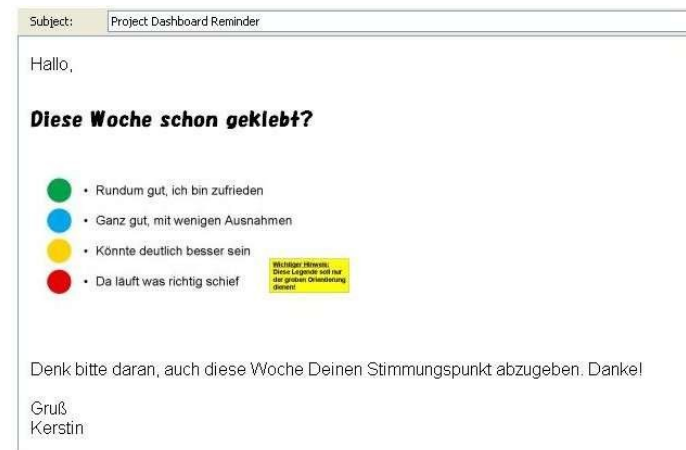 Subject: Project Dashboard Reminder
Hallo,
Diese Woche schon geklebt?
• Rundum gut, ich bin zufrieden
• Ganz gut, mit wenigen Ausnahmen
• Könnte deutlich besser sein
• Da läuft was richtig schief
Wichtiger Hinweis:
Diese Legende soll nur
der groben Orientierung
dienen!
Denk bitte daran, auch diese Woche Deinen Stimmungspunkt abzugeben. Danke!
Gruß
Kerstin